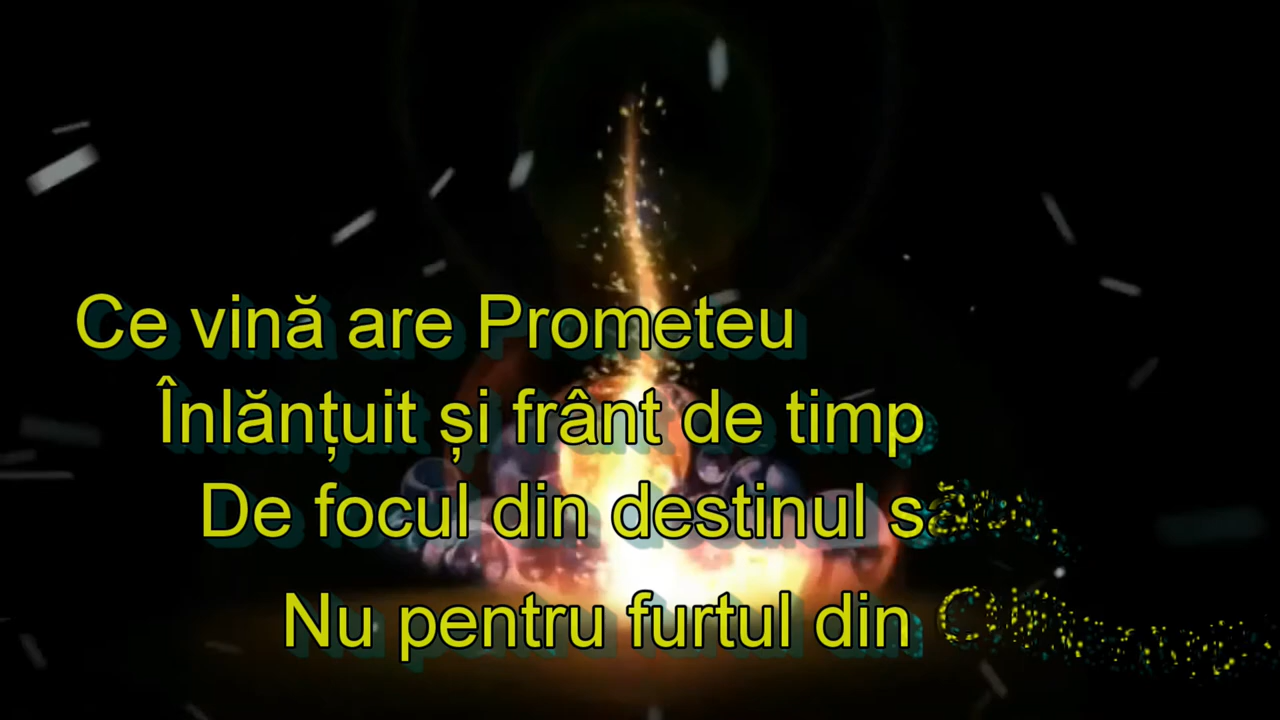 Ce vină are Prometeu
Înlănțuit și frânt de timp
De focul din destinul
Nu pentru furtul din